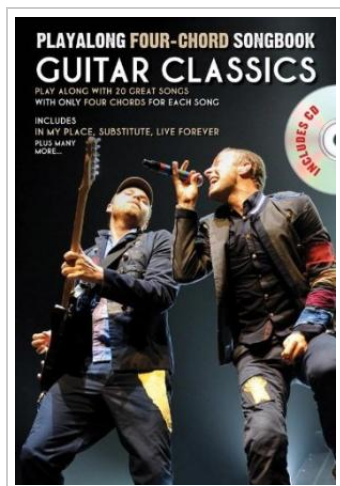 PLAYALONG FOUR-CHORD SONGBOOK
GUITAR CLASSICS
PLAY ALONG WITH 20 GREAT SONGS
WITH ONLY FOUR CHORDS FOR EACH SONG
INCLUDES
IN MY PLACE, SUBSTITUTE, LIVE FOREVER
PLUS MANY
MORE...
INCLUDES CD